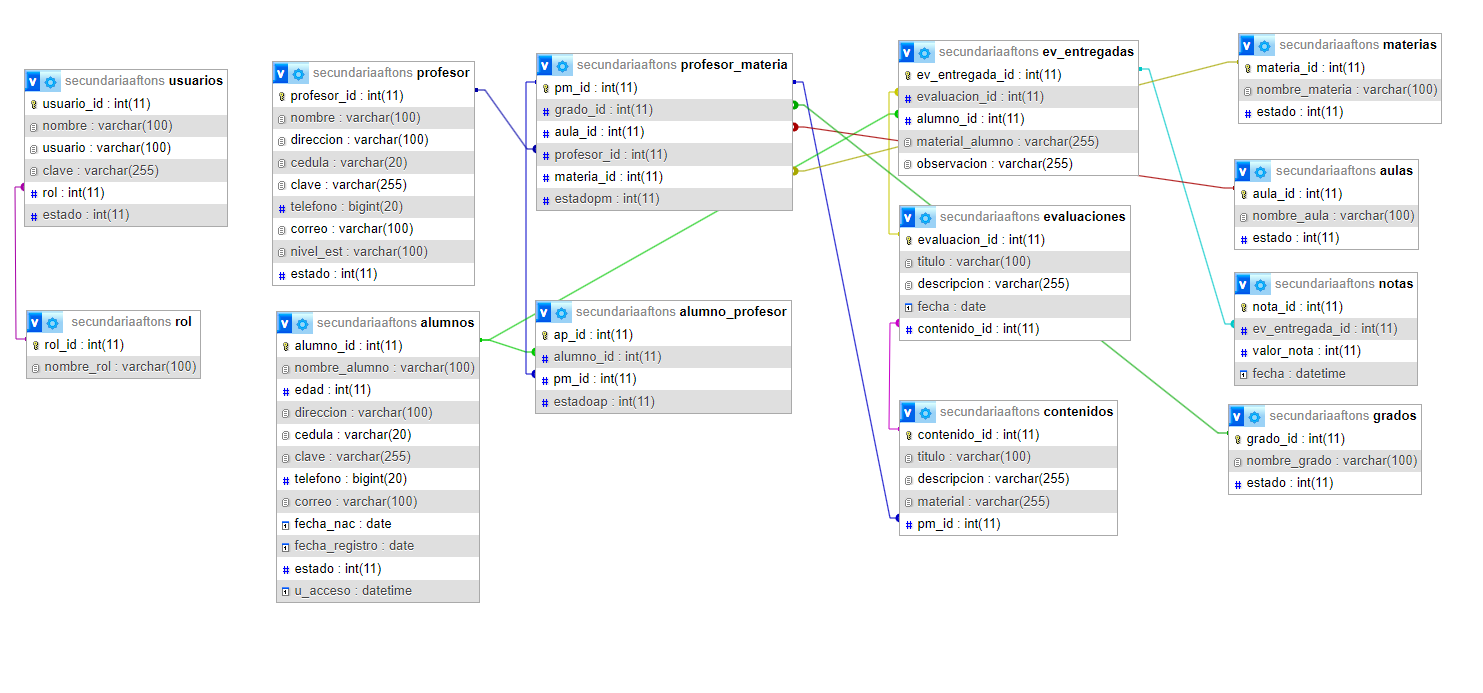 secundariaaftons usuarios
usuario_id : int(11)
nombre : varchar(100)
usuario : varchar(100)
clave : varchar(255)
rol : int(11)
estado : int(11)
secundariaaftons rol
rol_id : int(11)
nombre_rol : varchar(100)
secundariaaftons profesor
profesor_id : int(11)
nombre : varchar(100)
direccion : varchar(100)
cedula : varchar(20)
clave : varchar(255)
telefono : bigint(20)
correo : varchar(100)
nivel_est : varchar(100)
estado : int(11)
secundariaaftons alumnos
alumno_id : int(11)
nombre_alumno : varchar(100)
edad : int(11)
direccion : varchar(100)
cedula : varchar(20)
clave : varchar(255)
telefono : bigint(20)
correo : varchar(100)
fecha_nac : date
fecha_registro : date
estado : int(11)
u_acceso : datetime
secundariaaftons profesor_materia
pm_id : int(11)
grado_id : int(11)
aula_id : int(11)
profesor_id : int(11)
materia_id : int(11)
estadopm : int(11)
secundariaaftons alumno_profesor
ap_id : int(11)
alumno_id : int(11)
pm_id : int(11)
estadoap : int(11)
secundariaaftons ev_entregadas
ev_entregada_id : int(11)
evaluacion_id : int(11)
alumno_id : int(11)
material_alumno : varchar(255)
observacion : varchar(255)
secundariaaftons evaluaciones
evaluacion_id : int(11)
titulo : varchar(100)
descripcion : varchar(255)
fecha : date
contenido_id : int(11)
secundariaaftons contenidos
contenido_id : int(11)
titulo : varchar(100)
descripcion : varchar(255)
material : varchar(255)
pm_id : int(11)
secundariaaftons materias
materia_id : int(11)
nombre_materia : varchar(100)
estado : int(11)
secundariaaftons aulas
aula_id : int(11)
nombre_aula : varchar(100)
estado : int(11)
secundariaaftons notas
nota_id : int(11)
ev_entregada_id : int(11)
valor_nota : int(11)
fecha : datetime
secundariaaftons grados
grado_id : int(11)
nombre_grado : varchar(100)
estado : int(11)